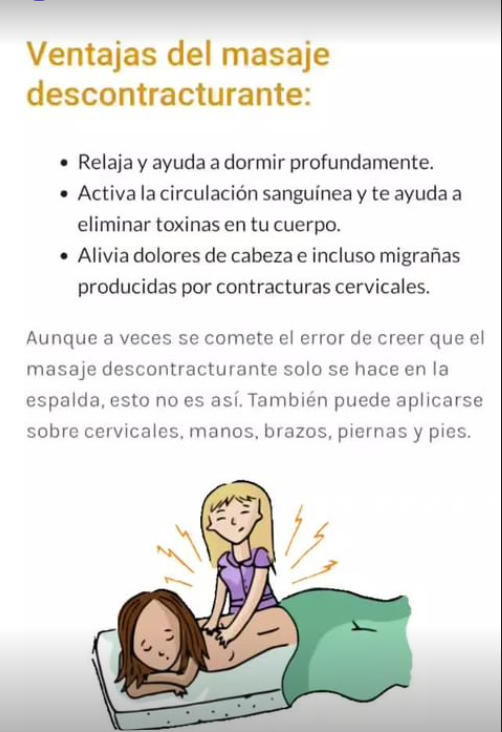 Ventajas del masaje
descontracturante:
• Relaja y ayuda a dormir profundamente.
• Activa la circulación sanguínea y te ayuda a
eliminar toxinas en tu cuerpo.
• Alivia dolores de cabeza e incluso migrañas
producidas por contracturas cervicales.
Aunque a veces se comete el error de creer que el
masaje descontracturante solo se hace en la
espalda, esto no es así. También puede aplicarse
sobre cervicales, manos, brazos, piernas y pies.